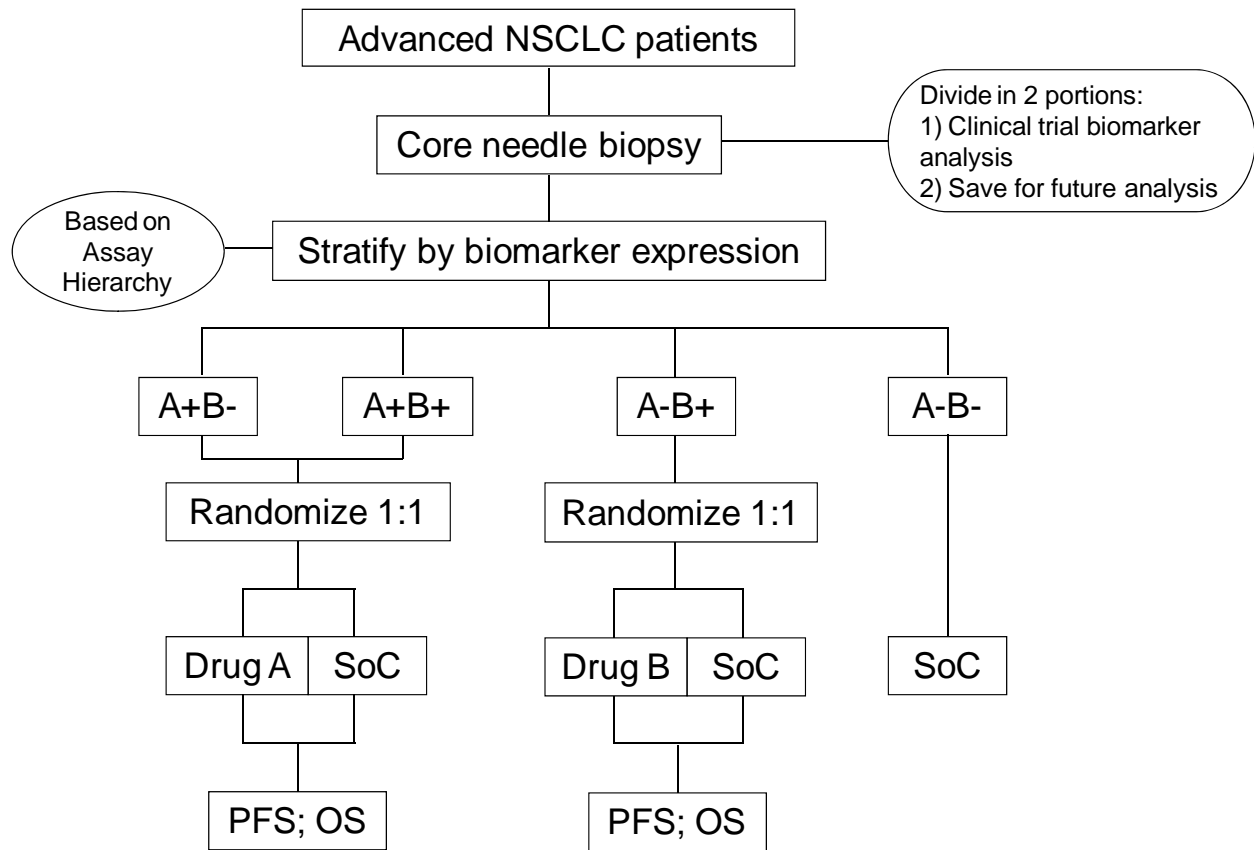 Advanced NSCLC patients
Divide in 2 portions:
1) Clinical trial biomarker
analysis
2) Save for future analysis
Core needle biopsy
Based on
Assay
Hierarchy
Stratify by biomarker expression
A+B-
A+B+
A-B+
A-B-
Randomize 1:1
Randomize 1:1
Drug A
SoC
Drug B
SoC
SoC
PFS; OS
PFS; OS